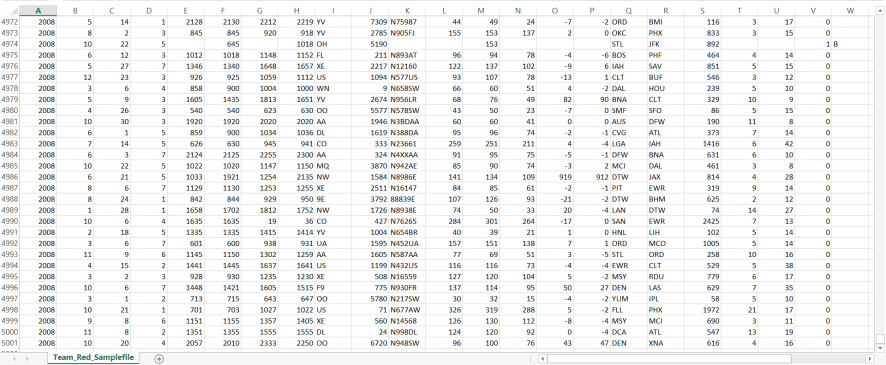 A B C D E F G H I J K L M N O P Q R S T U V W
4972 2008 5 14 1 2128 2130 2212 2219 YV 7309 N75987 44 49 24 -7 -2 ORD BMI 116 3 17 0
4973 2008 8 2 3 845 845 920 918 YV 2785 N905FJ 155 153 137 2 0 OKC PHX 833 3 15 0
4974 2008 10 22 5 645 1018 OH 5190 153 STL JFK 892 1 B
4975 2008 6 12 3 1012 1018 1148 1152 FL 211 N893AT 96 94 78 -4 -6 BOS PHF 464 4 14 0
4976 2008 5 27 7 1346 1340 1648 1657 XE 2217 N12160 122 137 102 -9 6 IAH SAV 851 5 15 0
4977 2008 12 23 3 926 925 1059 1112 US 1094 N577US 93 107 78 -13 1 CLT BUF 546 3 12 0
4978 2008 3 6 4 858 900 1004 1000 WN 9 N658SW 66 60 51 4 -2 DAL HOU 239 5 10 0
4979 2008 5 9 3 1605 1435 1813 1651 YV 2674 N956LR 68 76 49 82 90 BNA CLT 329 10 9 0
4980 2008 4 26 3 540 540 623 630 OO 5577 N578SW 43 50 23 -7 0 SMF SFO 86 5 15 0
4981 2008 10 30 3 1920 1920 2020 2020 AA 1946 N3BDAA 60 60 41 0 0 AUS DFW 190 11 8 0
4982 2008 6 1 5 859 900 1034 1036 DL 1619 N388DA 95 96 74 -2 -1 CVG ATL 373 7 14 0
4983 2008 7 14 5 626 630 945 941 CO 333 N23661 259 251 211 4 -4 LGA IAH 1416 6 42 0
4984 2008 6 3 7 2124 2125 2255 2300 AA 324 N4XXAA 91 95 75 -5 -1 DFW BNA 631 6 10 0
4985 2008 10 22 5 1022 1020 1147 1150 MQ 3870 N942AE 85 90 74 -3 2 MCI DAL 461 3 8 0
4986 2008 6 21 5 1033 1921 1254 2135 NW 1584 N8986E 141 134 109 919 912 DTW JAX 814 4 28 0
4987 2008 8 6 7 1129 1130 1253 1255 XE 2511 N16147 84 85 61 -2 -1 PIT EWR 319 9 14 0
4988 2008 8 24 1 842 844 929 950 9E 3792 88839E 107 126 93 -21 -2 DTW BHM 625 2 12 0
4989 2008 1 28 1 1658 1702 1812 1752 NW 1726 N8938E 74 50 33 20 -4 LAN DTW 74 14 27 0
4990 2008 10 6 4 1635 1635 19 36 CO 427 N76265 284 301 264 -17 0 SAN EWR 2425 7 13 0
4991 2008 2 18 5 1335 1335 1415 1414 YV 1004 N654BR 40 39 21 1 0 HNL LIH 102 5 14 0
4992 2008 3 6 7 601 600 938 931 UA 1595 N452UA 157 151 138 7 1 ORD MCO 1005 5 14 0
4993 2008 11 9 6 1145 1150 1302 1259 AA 1605 N587AA 77 69 51 3 -5 STL ORD 258 10 16 0
4994 2008 4 15 2 1441 1445 1637 1641 US 1199 N432US 116 116 73 -4 -4 EWR CLT 529 5 38 0
4995 2008 3 2 3 928 930 1235 1230 XE 508 N16559 127 120 104 5 -2 MSY RDU 779 6 17 0
4996 2008 10 6 7 1448 1421 1605 1515 F9 775 N930FR 137 114 95 50 27 DEN LAS 629 7 35 0
4997 2008 3 1 2 713 715 643 647 OO 5780 N217SW 30 32 15 -4 -2 YUM IPL 58 5 10 0
4998 2008 10 21 1 701 703 1027 1022 US 71 N677AW 326 319 288 5 -2 FLL PHX 1972 21 17 0
4999 2008 9 8 6 1151 1155 1357 1405 XE 560 N14568 126 130 112 -8 -4 MSY MCI 690 3 11 0
5000 2008 11 8 2 1351 1355 1555 1555 DL 24 N998DL 124 120 92 0 -4 DCA ATL 547 13 19 0
5001 2008 10 20 4 2057 2010 2333 2250 OO 6720 N948SW 96 100 76 43 47 DEN XNA 616 4 16 0
Team_Red_Samplefile